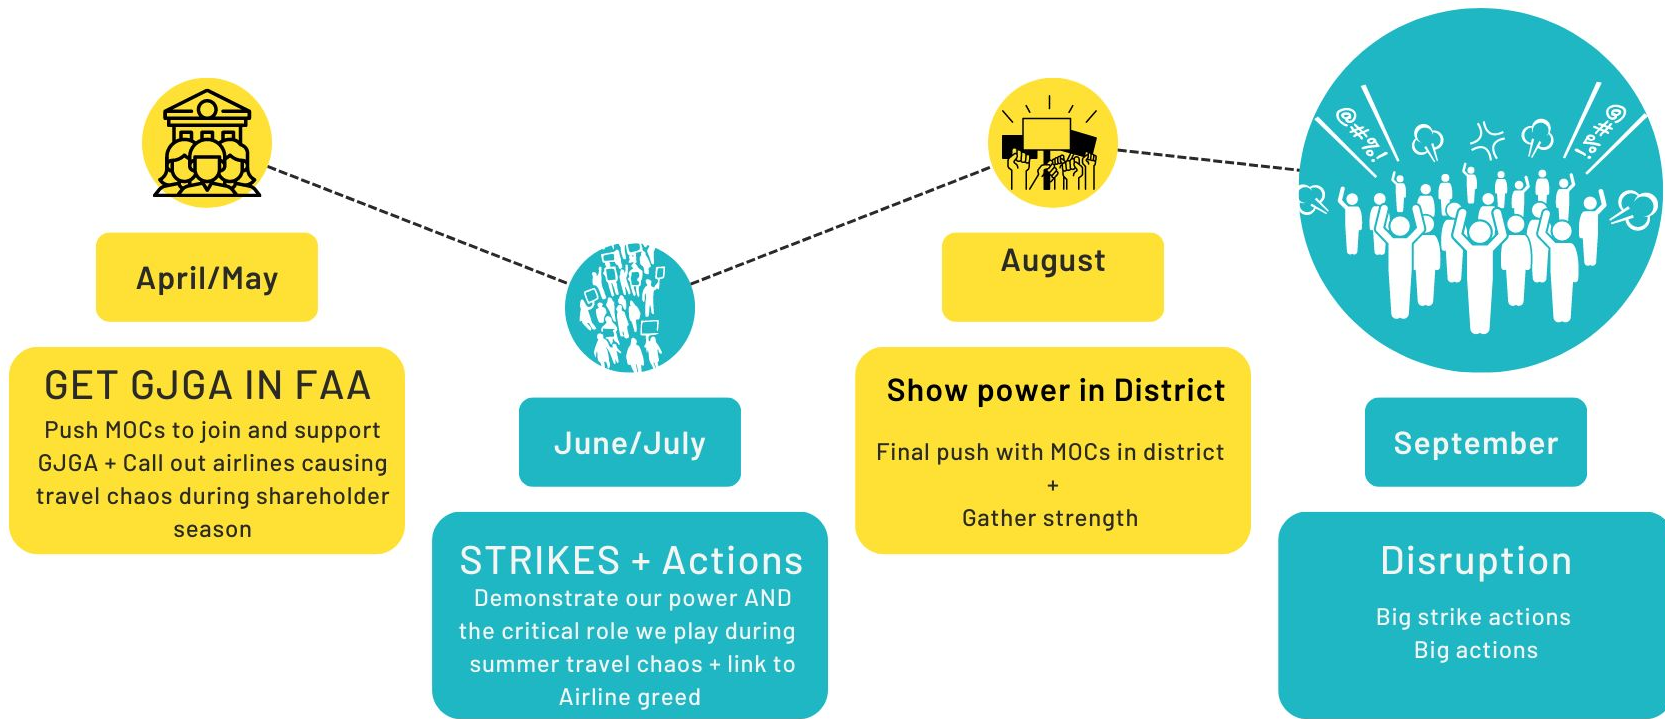 April/May
GET GJGA IN FAA
Push MOCs to join and support
GJGA + Call out airlines causing
travel chaos during shareholder
season
June/July
STRIKES + Actions
Demonstrate our power AND
the critical role we play during
summer travel chaos + link to
Airline greed
August
Show power in District
Final push with MOCs in district
+
Gather strength
@#%!
@#%!
September
Disruption
Big strike actions
Big actions